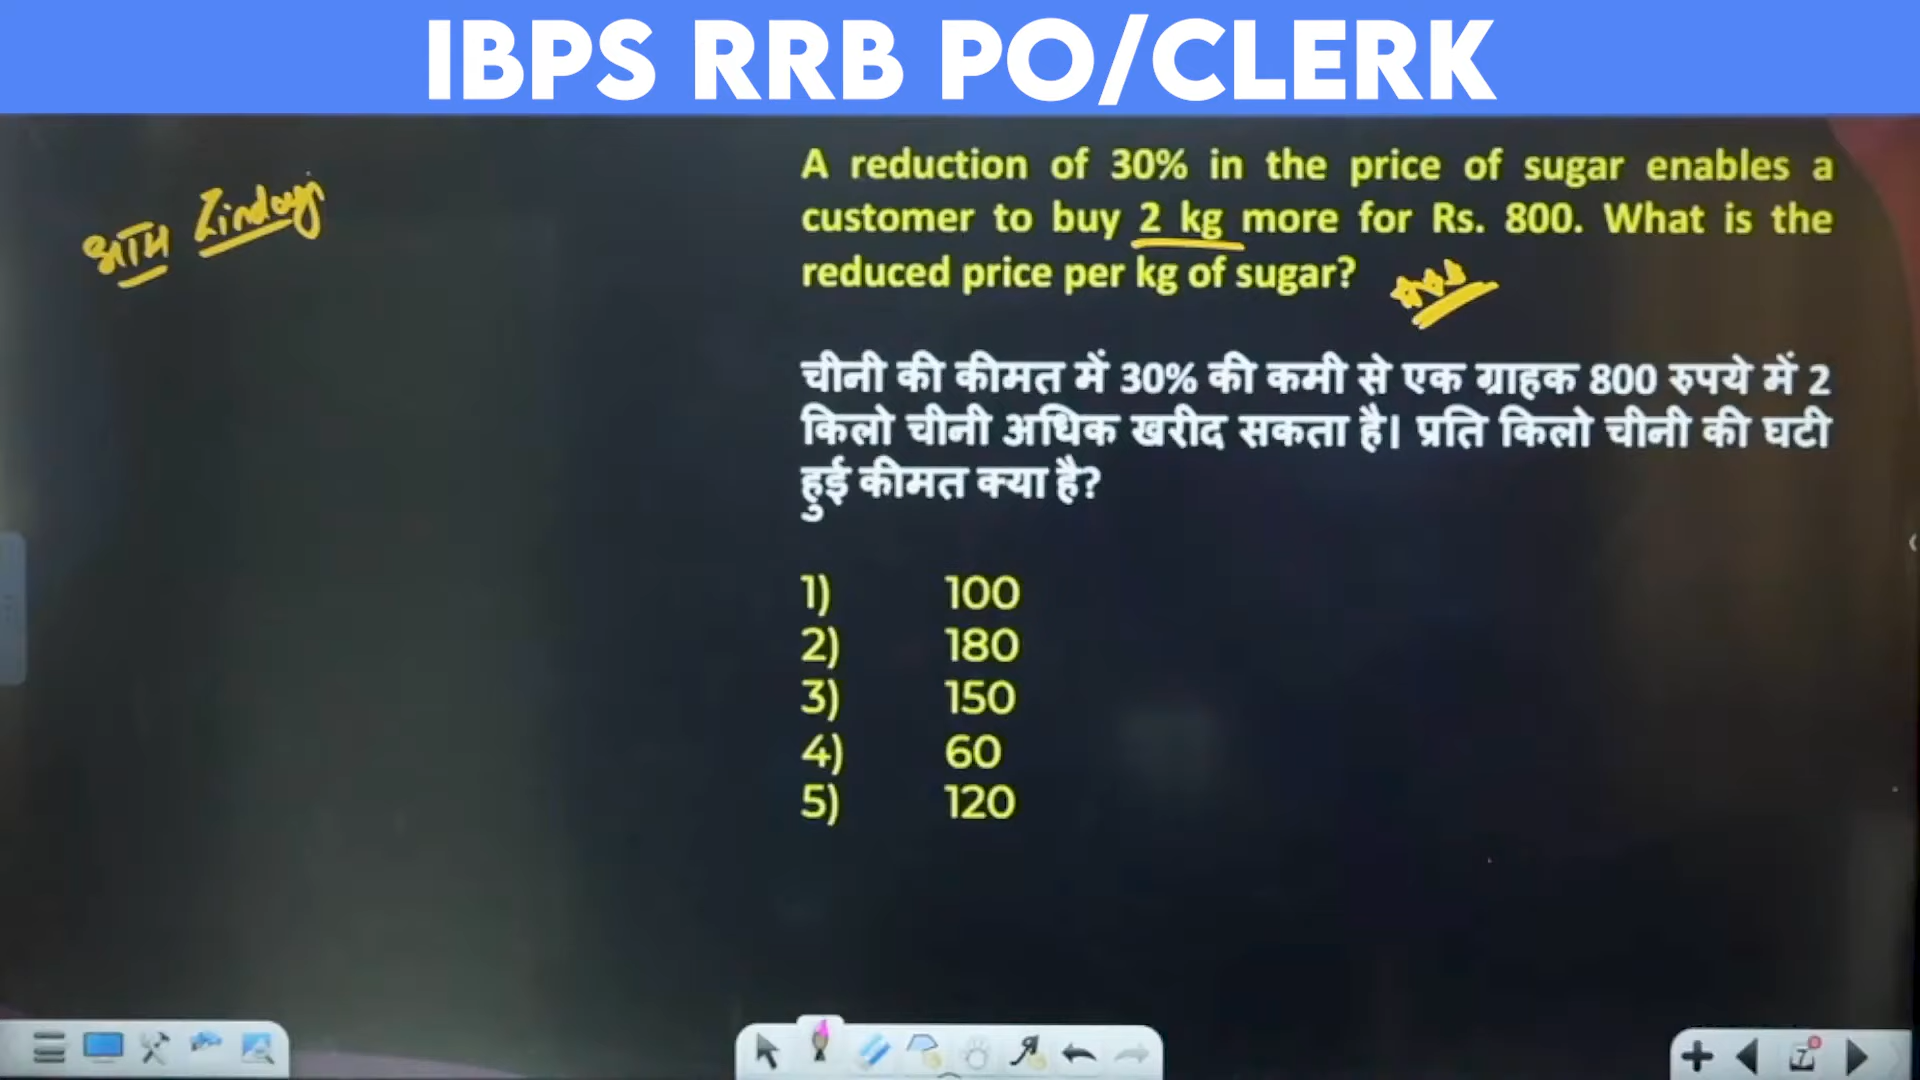 IBPS RRB PO/CLERK
आम Zindagi
A reduction of 30% in the price of sugar enables a
customer to buy 2 kg more for Rs. 800. What is the
reduced price per kg of sugar?
चीनी की कीमत में 30% की कमी से एक ग्राहक 800 रुपये में 2
किलो चीनी अधिक खरीद सकता है। प्रति किलो चीनी की घटी
हुई कीमत क्या है?
1) 100
2) 180
3) 150
4) 60
5) 120